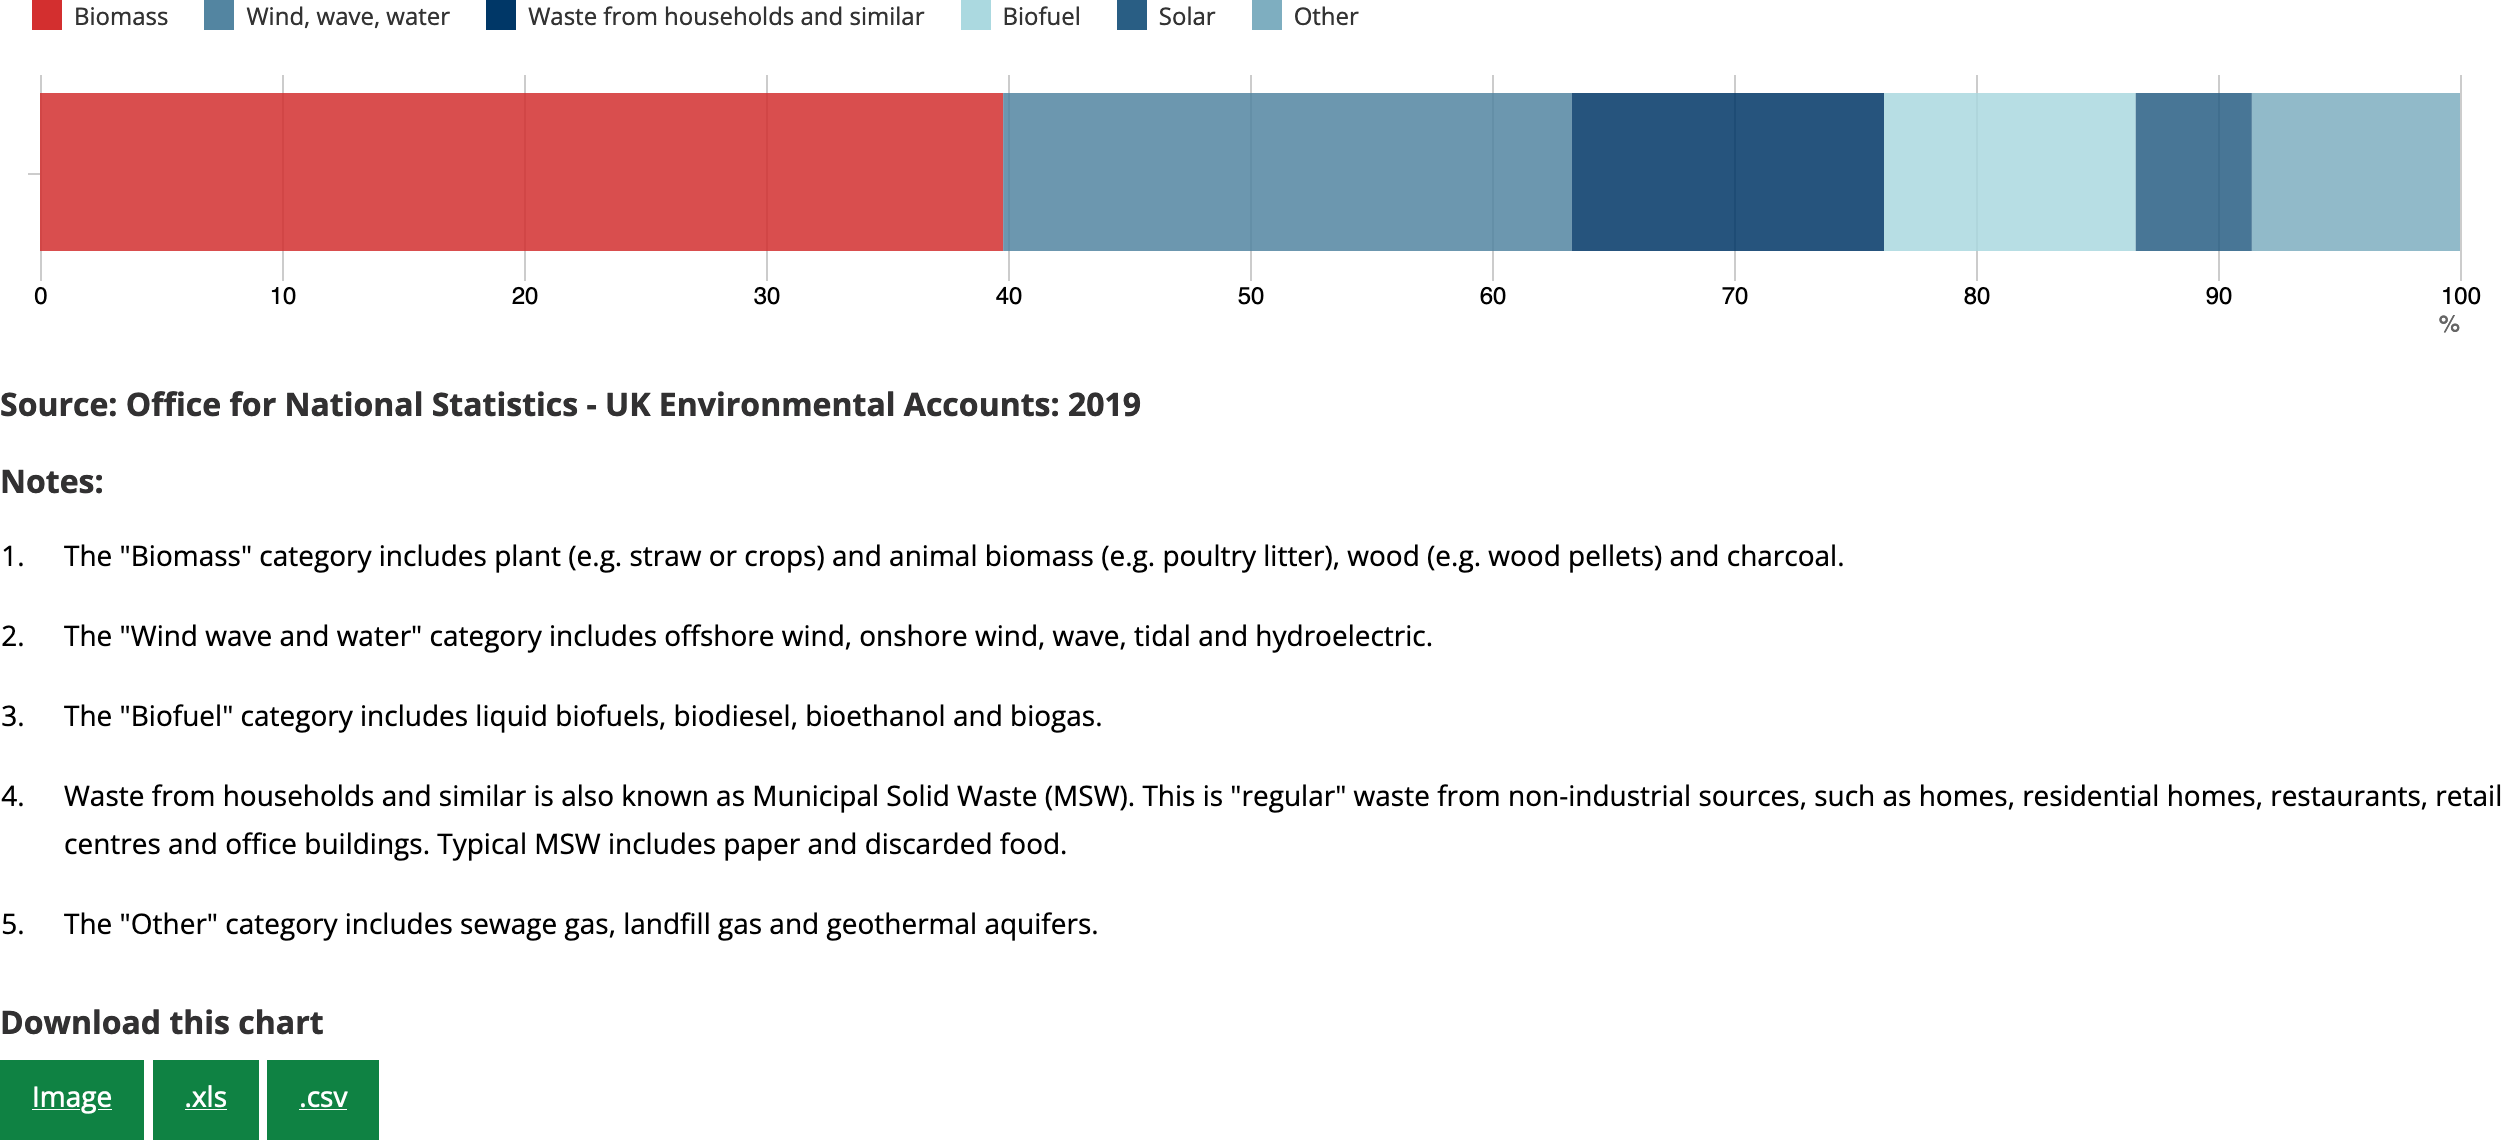 Biomass Wind, wave, water Waste from households and similar Biofuel Solar Other
0 10 20 30 40 50 60 70 80 90 100
%
Source: Office for National Statistics - UK Environmental Accounts: 2019
Notes:
1. The "Biomass" category includes plant (e.g. straw or crops) and animal biomass (e.g. poultry litter), wood (e.g. wood pellets) and charcoal.
2. The "Wind wave and water" category includes offshore wind, onshore wind, wave, tidal and hydroelectric.
3. The "Biofuel" category includes liquid biofuels, biodiesel, bioethanol and biogas.
4. Waste from households and similar is also known as Municipal Solid Waste (MSW). This is "regular" waste from non-industrial sources, such as homes, residential homes, restaurants, retail
centres and office buildings. Typical MSW includes paper and discarded food.
5. The "Other" category includes sewage gas, landfill gas and geothermal aquifers.
Download this chart
Image .xls .csv